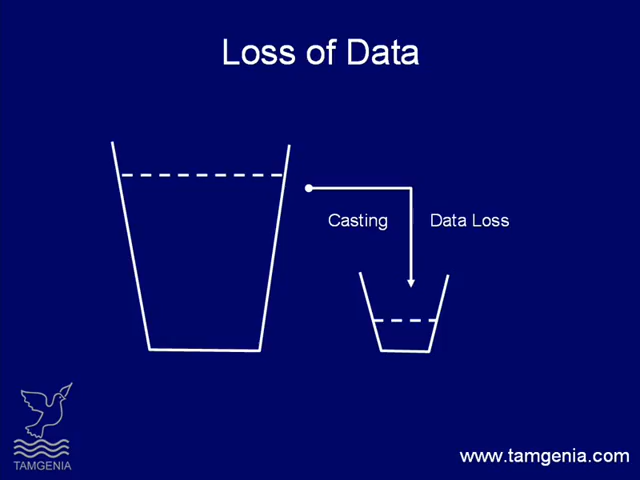 Loss of Data
Casting
Data Loss
TAMGENIA
www.tamgenia.com